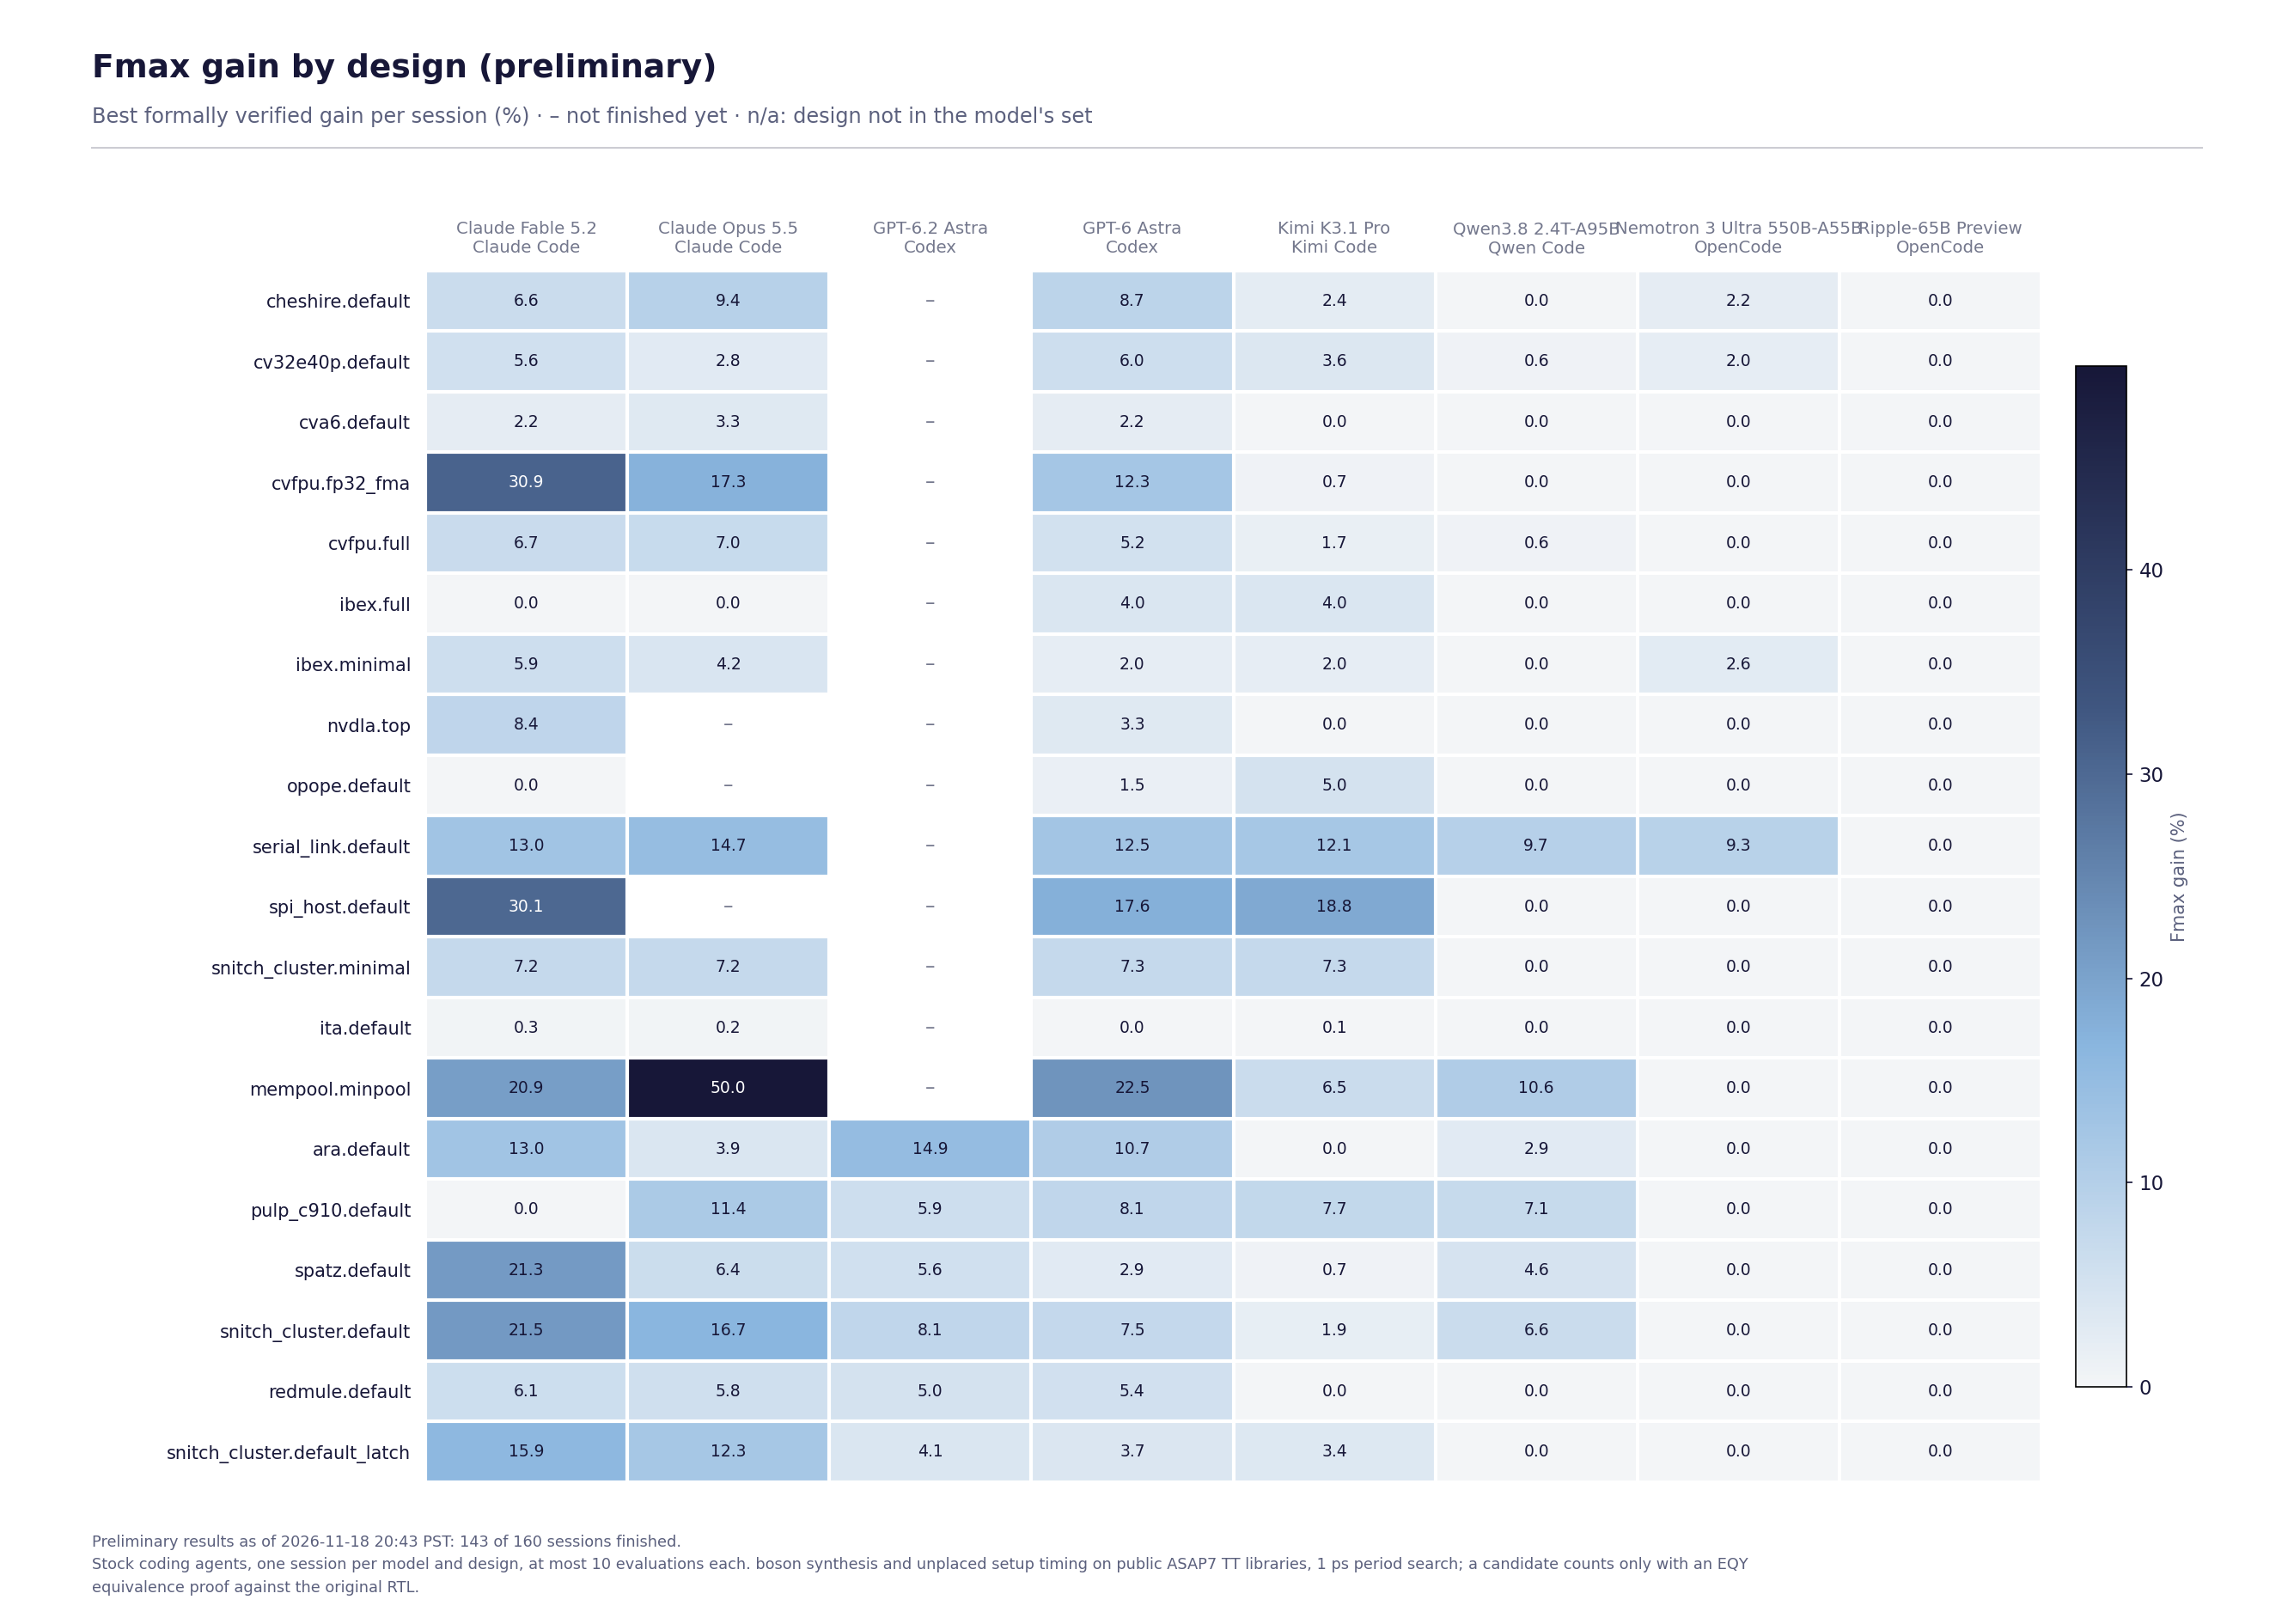 Fmax gain by design (preliminary)
Best formally verified gain per session (%) · – not finished yet · n/a: design not in the model's set
Claude Fable 5.2 Claude Opus 5.5 GPT-6.2 Astra GPT-6 Astra Kimi K3.1 Pro Qwen3.8 2.4T-A95B Nemotron 3 Ultra 550B-A55B Ripple-65B Preview
Claude Code Claude Code Codex Codex Kimi Code Qwen Code OpenCode OpenCode
cheshire.default 6.6 9.4 – 8.7 2.4 0.0 2.2 0.0
cv32e40p.default 5.6 2.8 – 6.0 3.6 0.6 2.0 0.0
cva6.default 2.2 3.3 – 2.2 0.0 0.0 0.0 0.0
cvfpu.fp32_fma 30.9 17.3 – 12.3 0.7 0.0 0.0 0.0
cvfpu.full 6.7 7.0 – 5.2 1.7 0.6 0.0 0.0
ibex.full 0.0 0.0 – 4.0 4.0 0.0 0.0 0.0
ibex.minimal 5.9 4.2 – 2.0 2.0 0.0 2.6 0.0
nvdla.top 8.4 – – 3.3 0.0 0.0 0.0 0.0
opope.default 0.0 – – 1.5 5.0 0.0 0.0 0.0
serial_link.default 13.0 14.7 – 12.5 12.1 9.7 9.3 0.0
spi_host.default 30.1 – – 17.6 18.8 0.0 0.0 0.0
snitch_cluster.minimal 7.2 7.2 – 7.3 7.3 0.0 0.0 0.0
ita.default 0.3 0.2 – 0.0 0.1 0.0 0.0 0.0
mempool.minpool 20.9 50.0 – 22.5 6.5 10.6 0.0 0.0
ara.default 13.0 3.9 14.9 10.7 0.0 2.9 0.0 0.0
pulp_c910.default 0.0 11.4 5.9 8.1 7.7 7.1 0.0 0.0
spatz.default 21.3 6.4 5.6 2.9 0.7 4.6 0.0 0.0
snitch_cluster.default 21.5 16.7 8.1 7.5 1.9 6.6 0.0 0.0
redmule.default 6.1 5.8 5.0 5.4 0.0 0.0 0.0 0.0
snitch_cluster.default_latch 15.9 12.3 4.1 3.7 3.4 0.0 0.0 0.0
40
30
20
10
0
Fmax gain (%)
Preliminary results as of 2026-11-18 20:43 PST: 143 of 160 sessions finished.
Stock coding agents, one session per model and design, at most 10 evaluations each. boson synthesis and unplaced setup timing on public ASAP7 TT libraries, 1 ps period search; a candidate counts only with an EQY
equivalence proof against the original RTL.